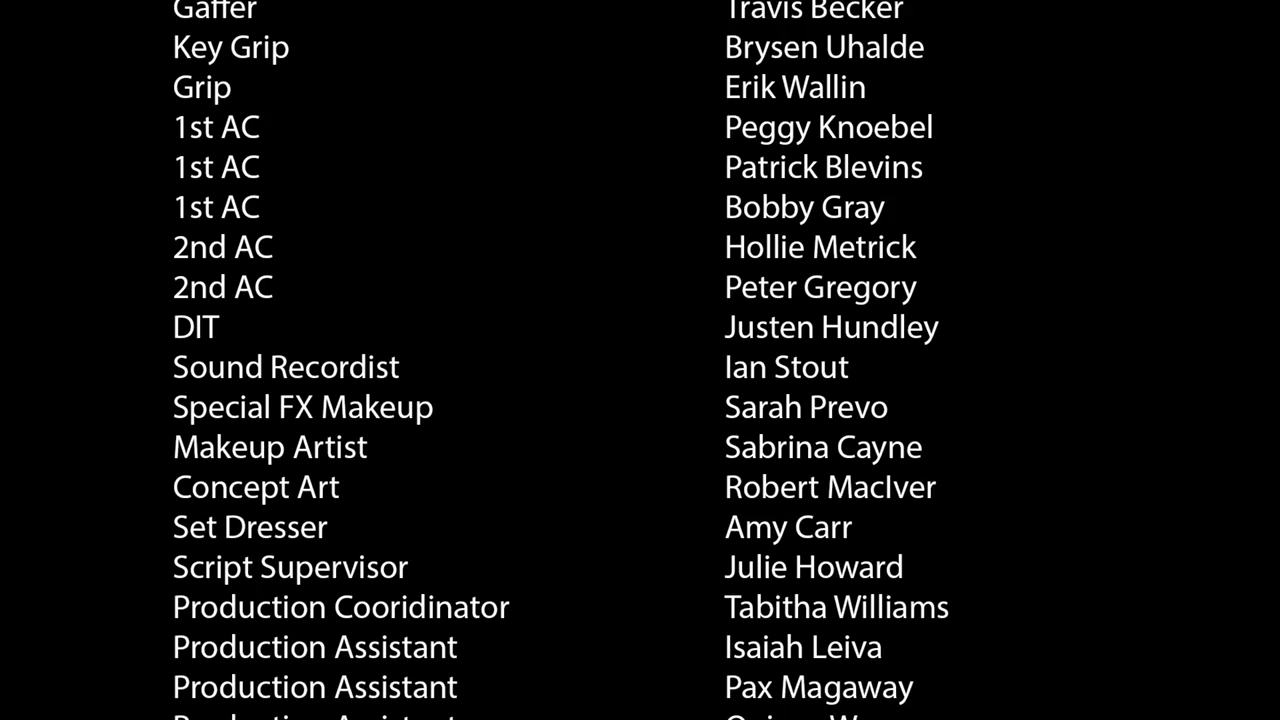 Gaffer Travis Becker
Key Grip Brysen Uhalde
Grip Erik Wallin
1st AC Peggy Knoebel
1st AC Patrick Blevins
1st AC Bobby Gray
2nd AC Hollie Metrick
2nd AC Peter Gregory
DIT Justen Hundley
Sound Recordist Ian Stout
Special FX Makeup Sarah Prevo
Makeup Artist Sabrina Cayne
Concept Art Robert MacIver
Set Dresser Amy Carr
Script Supervisor Julie Howard
Production Cooridinator Tabitha Williams
Production Assistant Isaiah Leiva
Production Assistant Pax Magaway
Production Assistant